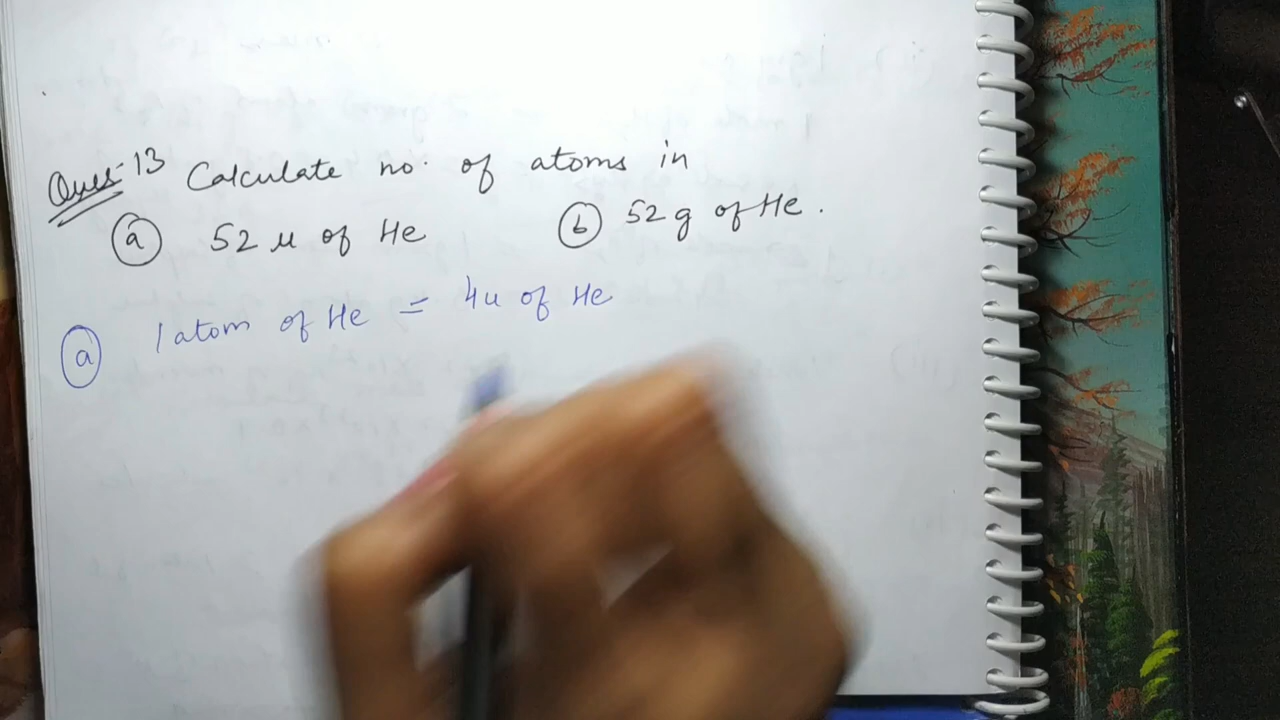 Ques-13 Calculate no. of atoms in
(a) 52 u of He (b) 52 g of He.
(a) 1 atom of He = 4u of He